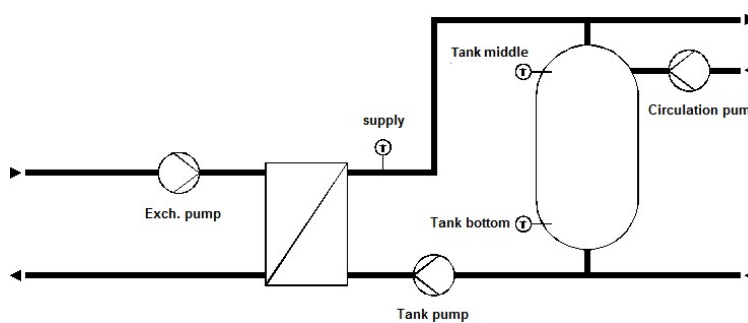 Tank middle
T
Circulation pum
supply
T
Exch. pump
Tank bottom
T
Tank pump